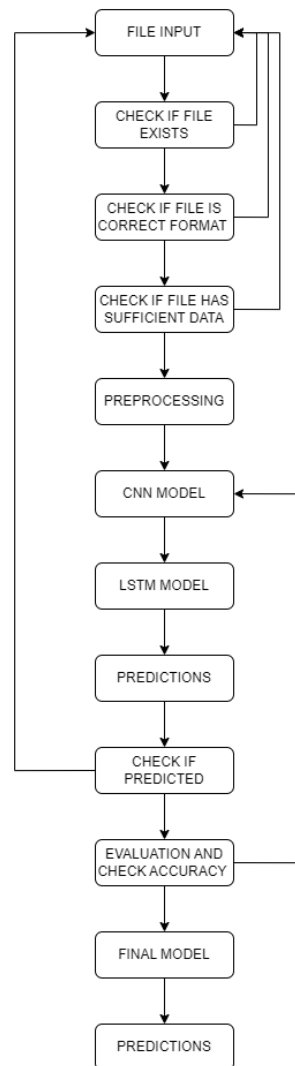 FILE INPUT
CHECK IF FILE
EXISTS
CHECK IF FILE IS
CORRECT FORMAT
CHECK IF FILE HAS
SUFFICIENT DATA
PREPROCESSING
CNN MODEL
LSTM MODEL
PREDICTIONS
CHECK IF
PREDICTED
EVALUATION AND
CHECK ACCURACY
FINAL MODEL
PREDICTIONS